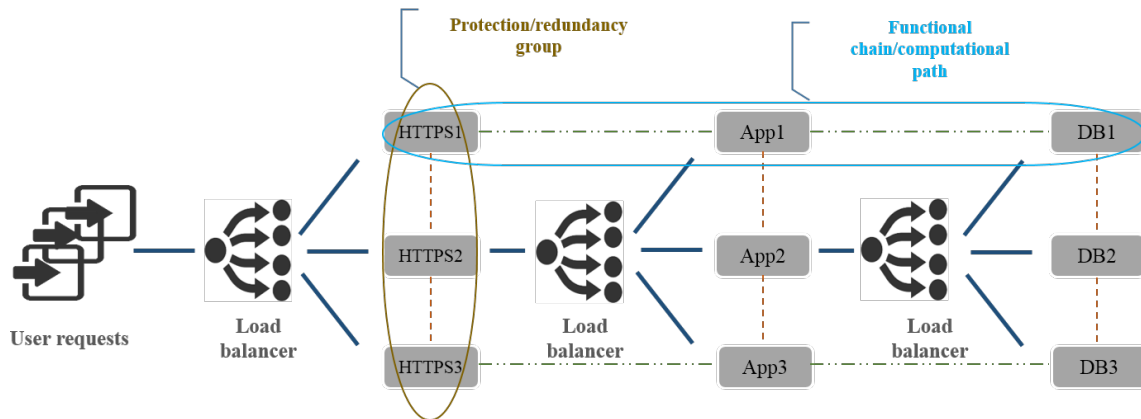 Protection/redundancy
group
Functional
chain/computational
path
HTTPS1
App1
DB1
HTTPS2
App2
DB2
User requests
Load
balancer
Load
balancer
Load
balancer
HTTPS3
App3
DB3